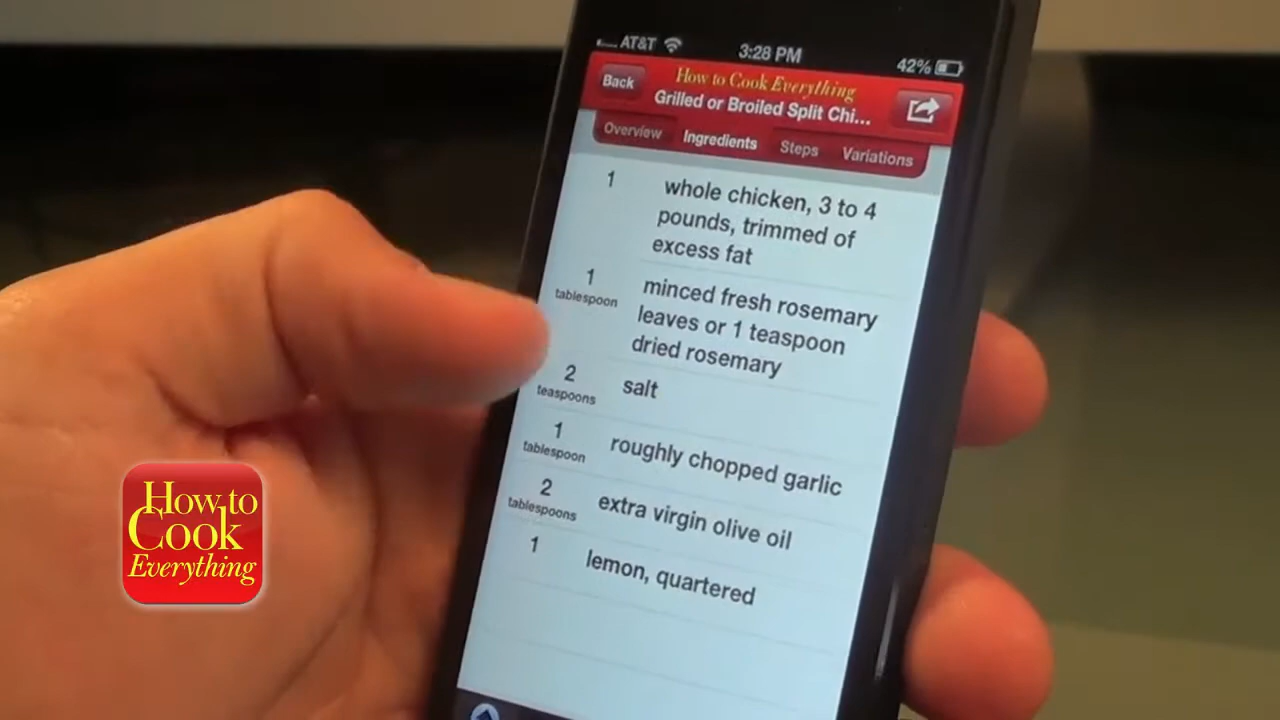 AT&T 3:28 PM 42%
Back
How to Cook Everything
Grilled or Broiled Split Chi...
Overview Ingredients Steps Variations
1 whole chicken, 3 to 4
pounds, trimmed of
excess fat
1
tablespoon
minced fresh rosemary
leaves or 1 teaspoon
dried rosemary
2
teaspoons
salt
1
tablespoon
roughly chopped garlic
2
tablespoons
extra virgin olive oil
1 lemon, quartered
How to
Cook
Everything